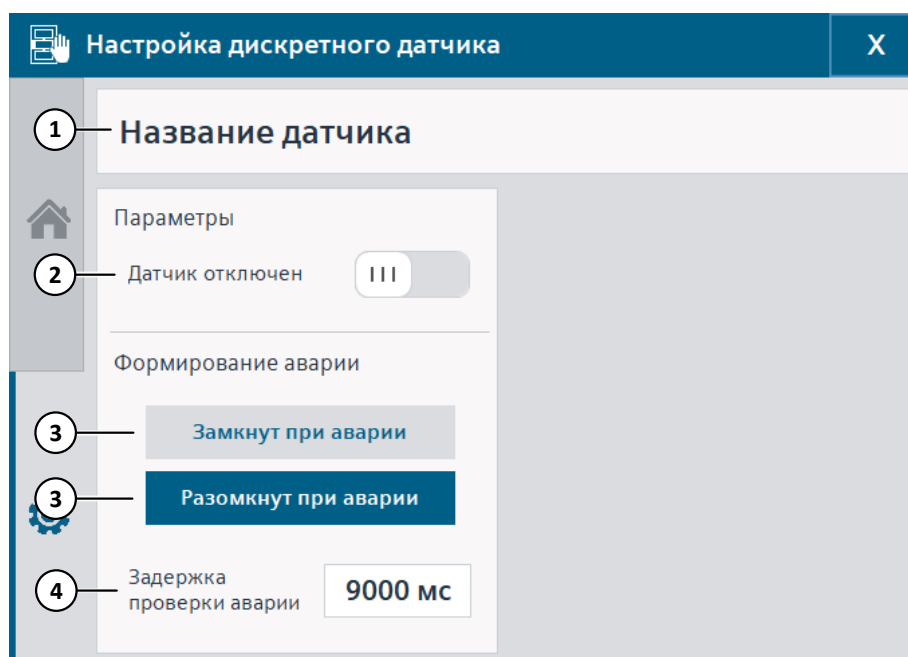 Настройка дискретного датчика
X
1
Название датчика
Параметры
2
Датчик отключен
Формирование аварии
3
Замкнут при аварии
3
Разомкнут при аварии
4
Задержка
проверки аварии
9000 мс